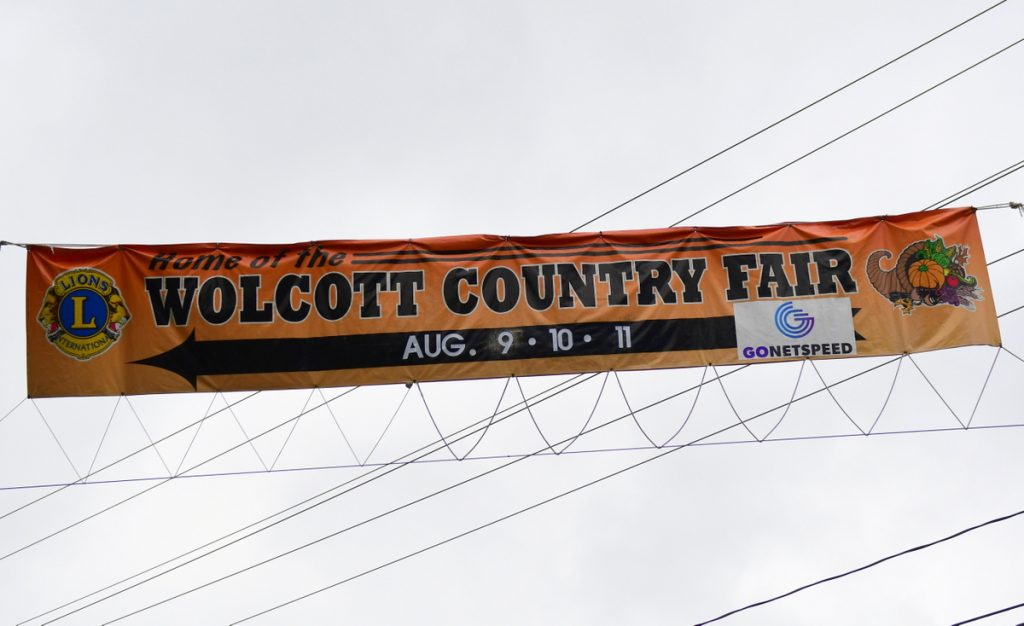 Home of the
WOLCOTT COUNTRY FAIR
AUG. 9 • 10 • 11
LIONS
L
INTERNATIONAL
GONETSPEED